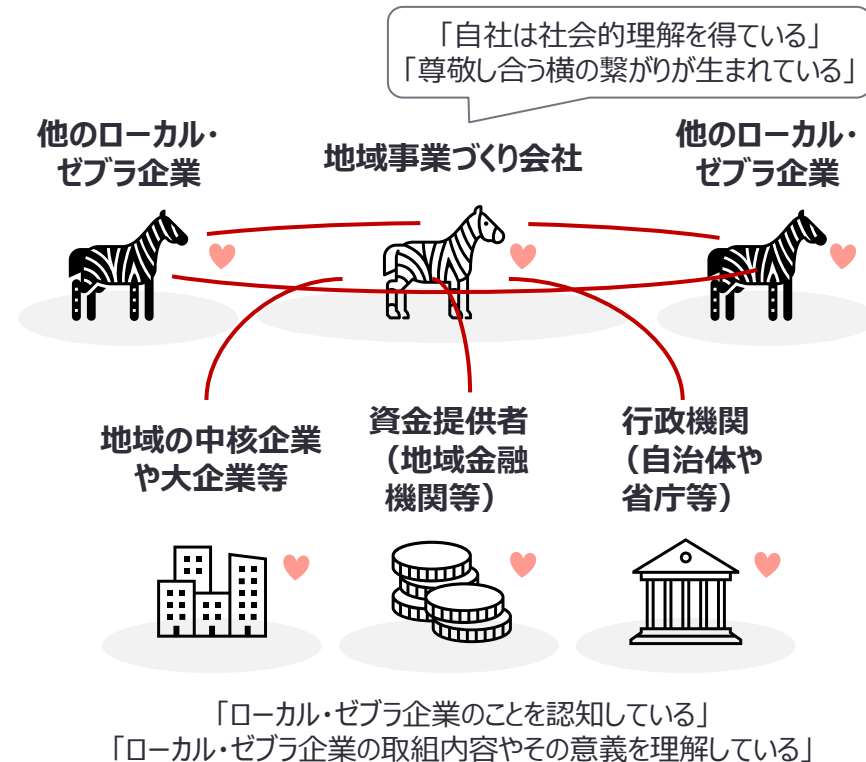 「自社は社会的理解を得ている」
「尊敬し合う横の繋がりが生まれている」
他のローカル・
ゼブラ企業
地域事業づくり会社
他のローカル・
ゼブラ企業
地域の中核企業
や大企業等
資金提供者
（地域金融
機関等）
行政機関
（自治体や
省庁等）
「ローカル・ゼブラ企業のことを認知している」
「ローカル・ゼブラ企業の取組内容やその意義を理解している」